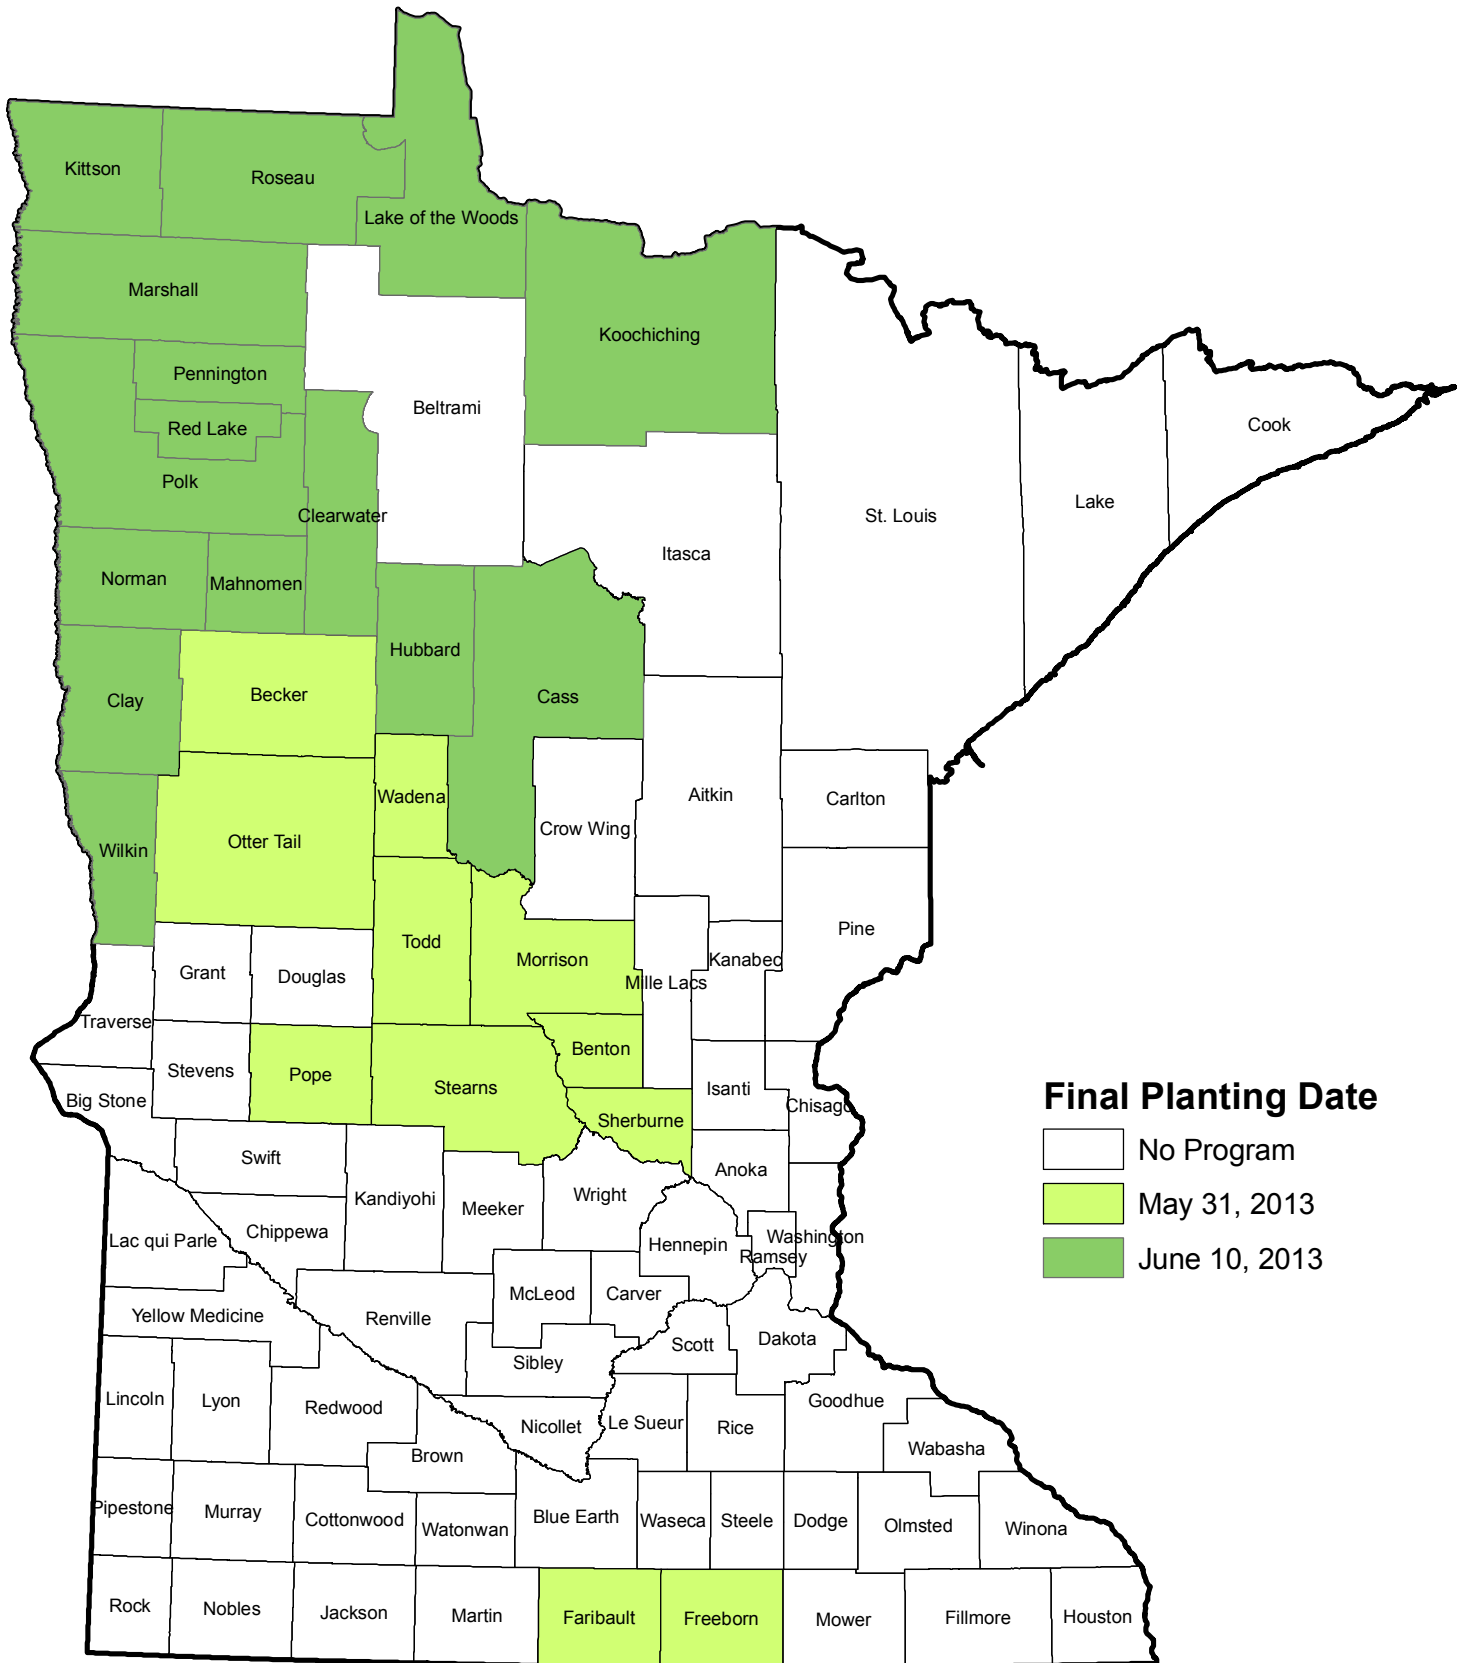 Kittson
Roseau
Lake of the Woods
Marshall
Koochiching
Pennington
Beltrami
Red Lake
Cook
Polk
Lake
Clearwater
St. Louis
Itasca
Norman
Mahnomen
Hubbard
Becker
Cass
Clay
Wadena
Aitkin
Carlton
Crow Wing
Otter Tail
Wilkin
Pine
Todd
Morrison
Kanabec
Grant
Douglas
Mille Lacs
Traverse
Benton
Stevens
Pope
Stearns
Isanti
Big Stone
Chisago
Sherburne
Swift
Anoka
Kandiyohi
Wright
Meeker
Chippewa
Lac qui Parle
Hennepin
Washington
Ramsey
McLeod
Carver
Yellow Medicine
Renville
Scott
Dakota
Sibley
Lincoln
Lyon
Redwood
Goodhue
Nicollet
Le Sueur
Rice
Brown
Wabasha
Pipestone
Murray
Cottonwood
Watonwan
Blue Earth
Waseca
Steele
Dodge
Olmsted
Winona
Rock
Nobles
Jackson
Martin
Faribault
Freeborn
Mower
Fillmore
Houston
Final Planting Date
No Program
May 31, 2013
June 10, 2013